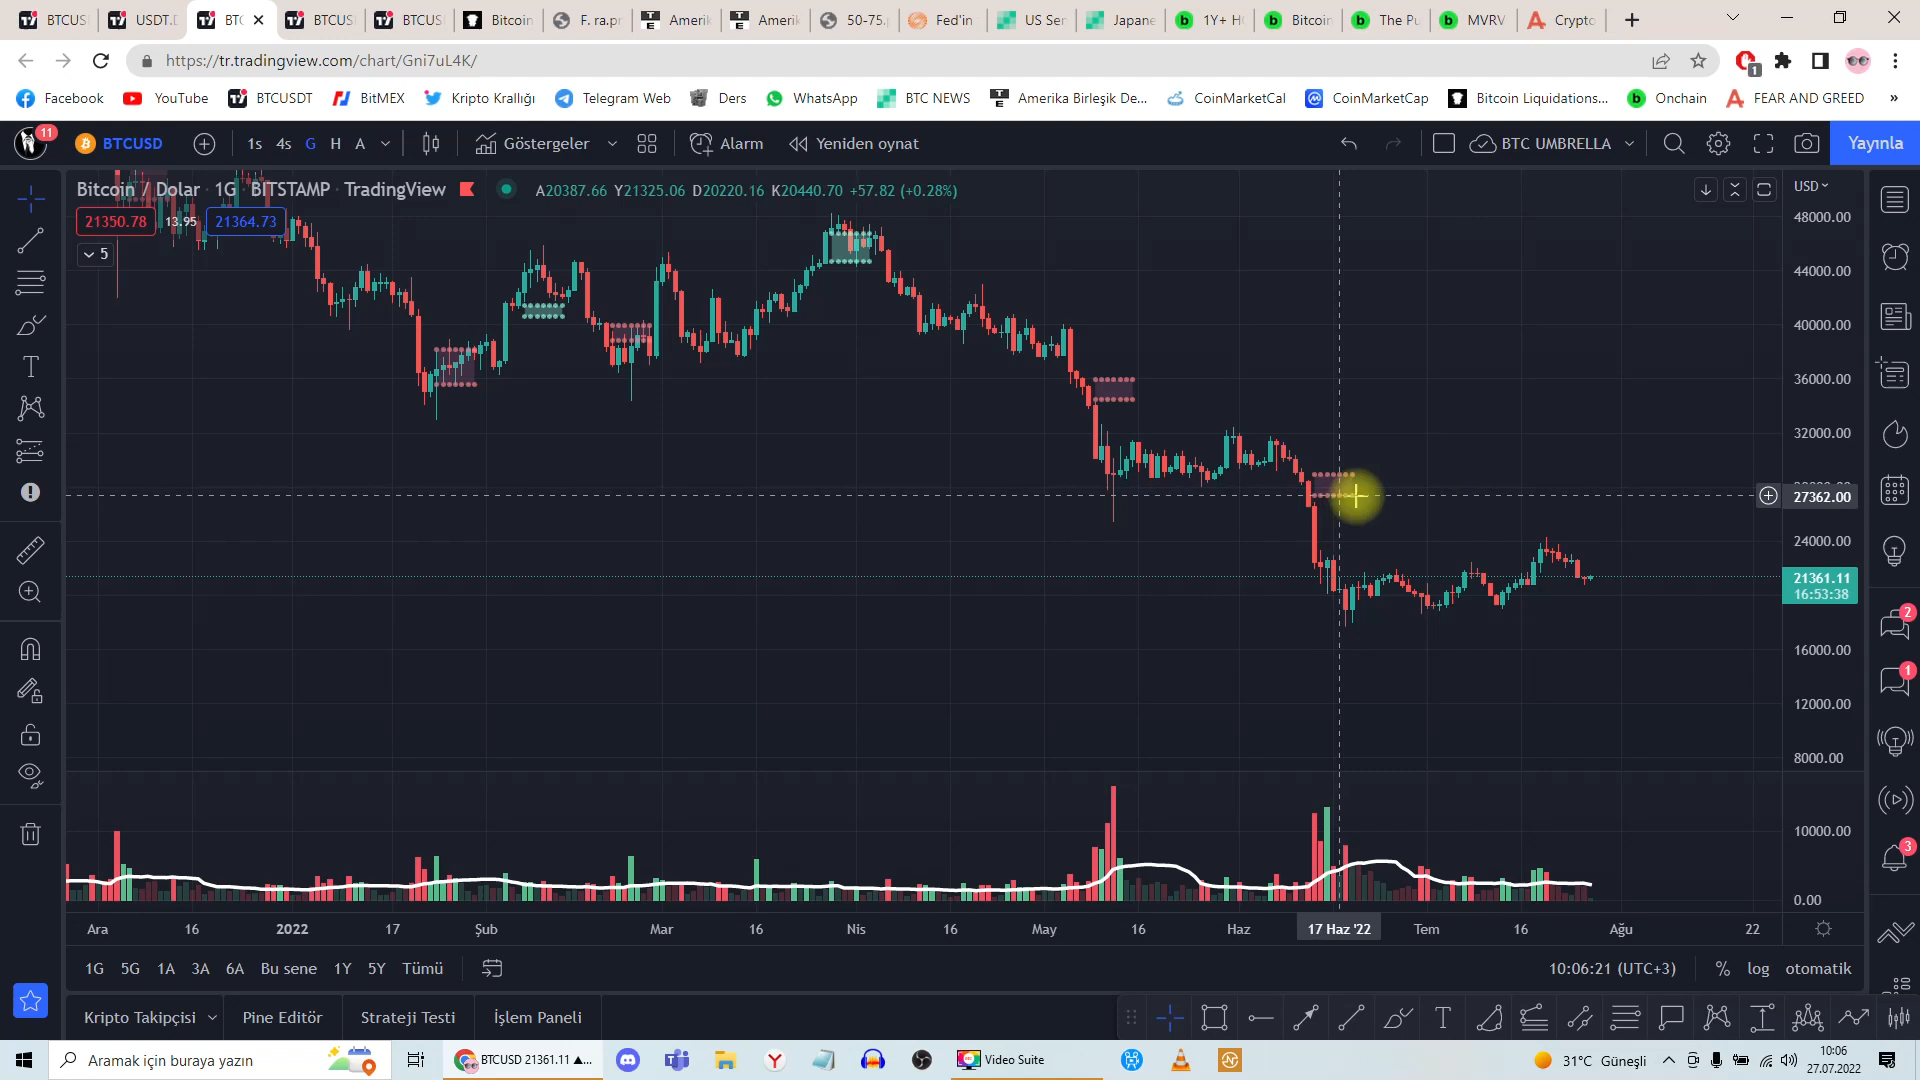 BTCUS
USDT.D
BTC
BTCUS
BTCUS
Bitcoin
F. ra.pr
Amerik
Amerik
50-75.
Fed'in
US Ser
Japane
1Y+ H
Bitcoin
The Pu
MVRV
Crypto
https://tr.tradingview.com/chart/Gni7uL4K/
1
Facebook
YouTube
BTCUSDT
BitMEX
Kripto Krallığı
Telegram Web
Ders
WhatsApp
BTC NEWS
Amerika Birleşik De...
CoinMarketCal
CoinMarketCap
Bitcoin Liquidations...
Onchain
FEAR AND GREED
»
11
BTCUSD
1s 4s G H A
Göstergeler
Alarm
Yeniden oynat
BTC UMBRELLA
Yayınla
Bitcoin / Dolar · 1G · BITSTAMP · TradingView
A20387.66 Y21325.06 D20220.16 K20440.70 +57.82 (+0.28%)
USD
21350.78 13.95 21364.73
5
48000.00
44000.00
40000.00
36000.00
32000.00
27362.00
24000.00
21361.11
16:53:38
16000.00
12000.00
8000.00
10000.00
0.00
2
1
3
Ara 16 2022 17 Şub Mar 16 Nis 16 May 16 Haz 17 Haz '22 Tem 16 Ağu 22
1G 5G 1A 3A 6A Bu sene 1Y 5Y Tümü
10:06:21 (UTC+3) % log otomatik
Kripto Takipçisi
Pine Editör
Strateji Testi
İşlem Paneli
Aramak için buraya yazın
BTCUSD 21361.11 ▲...
Video Suite
31°C Güneşli
10:06
27.07.2022